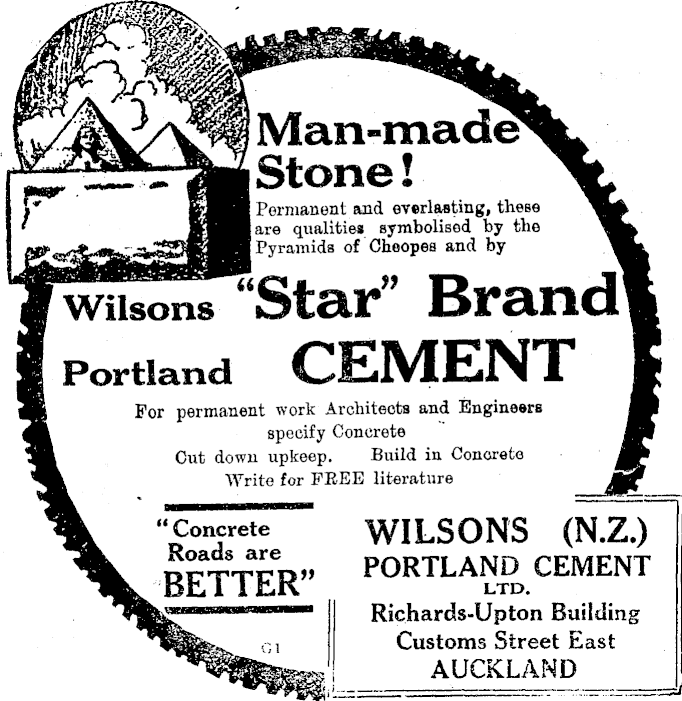 Man-made
Stone!
Permanent and everlasting, these
are qualities symbolised by the
Pyramids of Cheopes and by
Wilsons "Star" Brand
Portland CEMENT
For permanent work Architects and Engineers
specify Concrete
Cut down upkeep. Build in Concrete
Write for FREE literature
"Concrete
Roads are
BETTER"
G1
WILSONS (N.Z.)
PORTLAND CEMENT
LTD.
Richards-Upton Building
Customs Street East
AUCKLAND